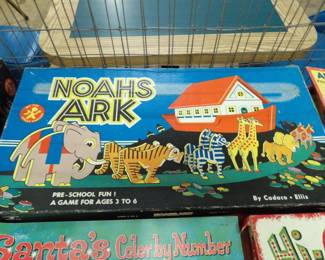 NOAHS
ARK
PRE-SCHOOL FUN!
A GAME FOR AGES 3 TO 6
By Cadaco - Ellis
Santa's Color by Number